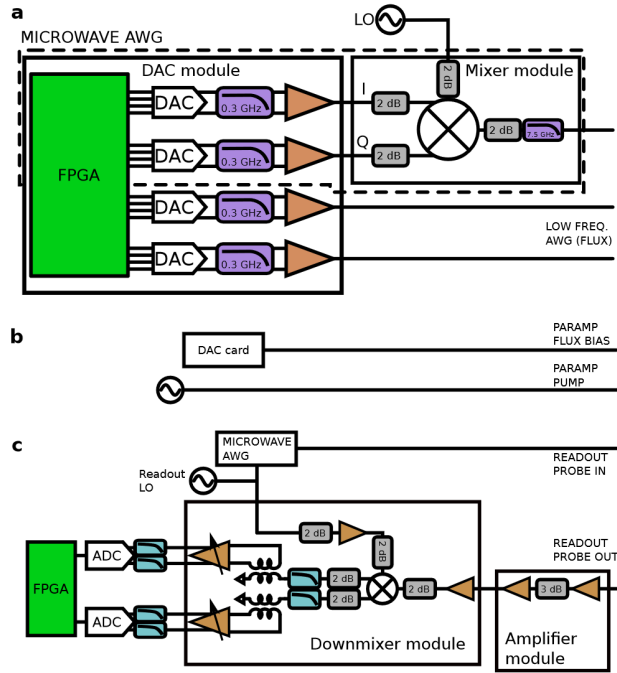 a
LO
MICROWAVE AWG
DAC module
Mixer module
FPGA
DAC
0.3 GHz
DAC
0.3 GHz
DAC
0.3 GHz
DAC
0.3 GHz
I
2 dB
2 dB
Q
2 dB
2 dB
7.5 GHz
LOW FREQ.
AWG (FLUX)
b
DAC card
PARAMP
FLUX BIAS
PARAMP
PUMP
c
MICROWAVE
AWG
READOUT
PROBE IN
Readout
LO
2 dB
2 dB
READOUT
PROBE OUT
FPGA
ADC
ADC
2 dB
2 dB
2 dB
3 dB
Downmixer module
Amplifier
module